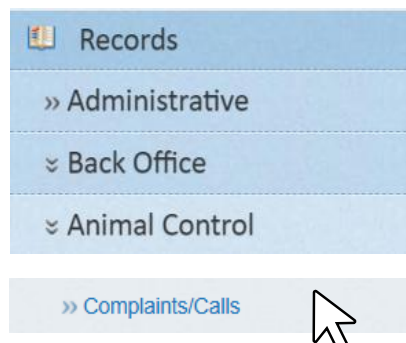 Records
» Administrative
» Back Office
» Animal Control
» Complaints/Calls